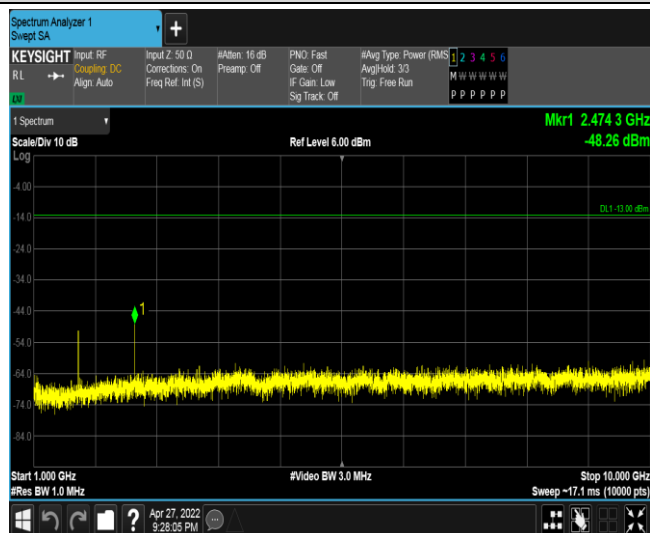 Spectrum Analyzer 1
Swept SA
+
KEYSIGHT
RL
LXI
Input: RF
Coupling: DC
Align: Auto
Input Z: 50 Ω
Corrections: On
Freq Ref: Int (S)
#Atten: 16 dB
Preamp: Off
PNO: Fast
Gate: Off
IF Gain: Low
Sig Track: Off
#Avg Type: Power (RMS
Avg|Hold: 3/3
Trig: Free Run
1 2 3 4 5 6
M W W W W W
P P P P P P
1 Spectrum
Mkr1 2.474 3 GHz
-48.26 dBm
Scale/Div 10 dB
Ref Level 6.00 dBm
Log
-4.00
DL1 -13.00 dBm
-14.0
-24.0
-34.0
-44.0
1
-54.0
-64.0
-74.0
-84.0
Start 1.000 GHz
#Video BW 3.0 MHz
Stop 10.000 GHz
#Res BW 1.0 MHz
Sweep ~17.1 ms (10000 pts)
?
Apr 27, 2022
9:28:05 PM